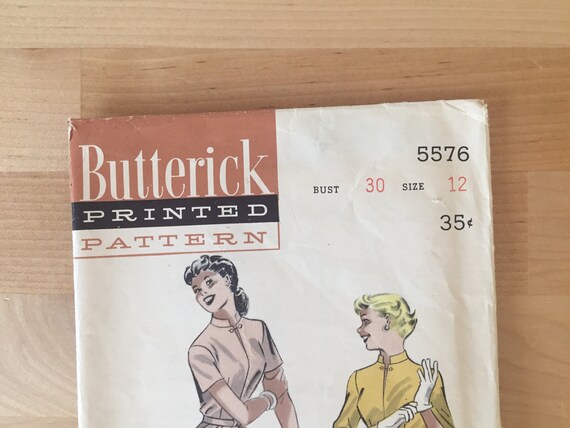 Butterick
PRINTED
PATTERN
5576
BUST 30 SIZE 12
35¢